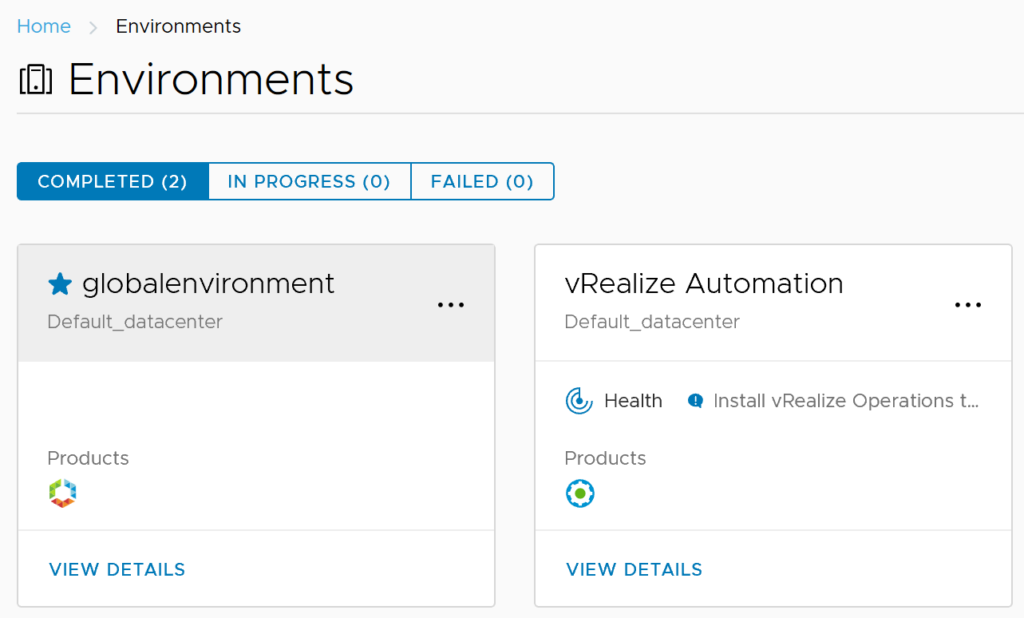 Home > Environments
Environments
COMPLETED (2) IN PROGRESS (0) FAILED (0)
globalenvironment
Default_datacenter
Products
VIEW DETAILS
vRealize Automation
Default_datacenter
Health Install vRealize Operations t...
Products
VIEW DETAILS